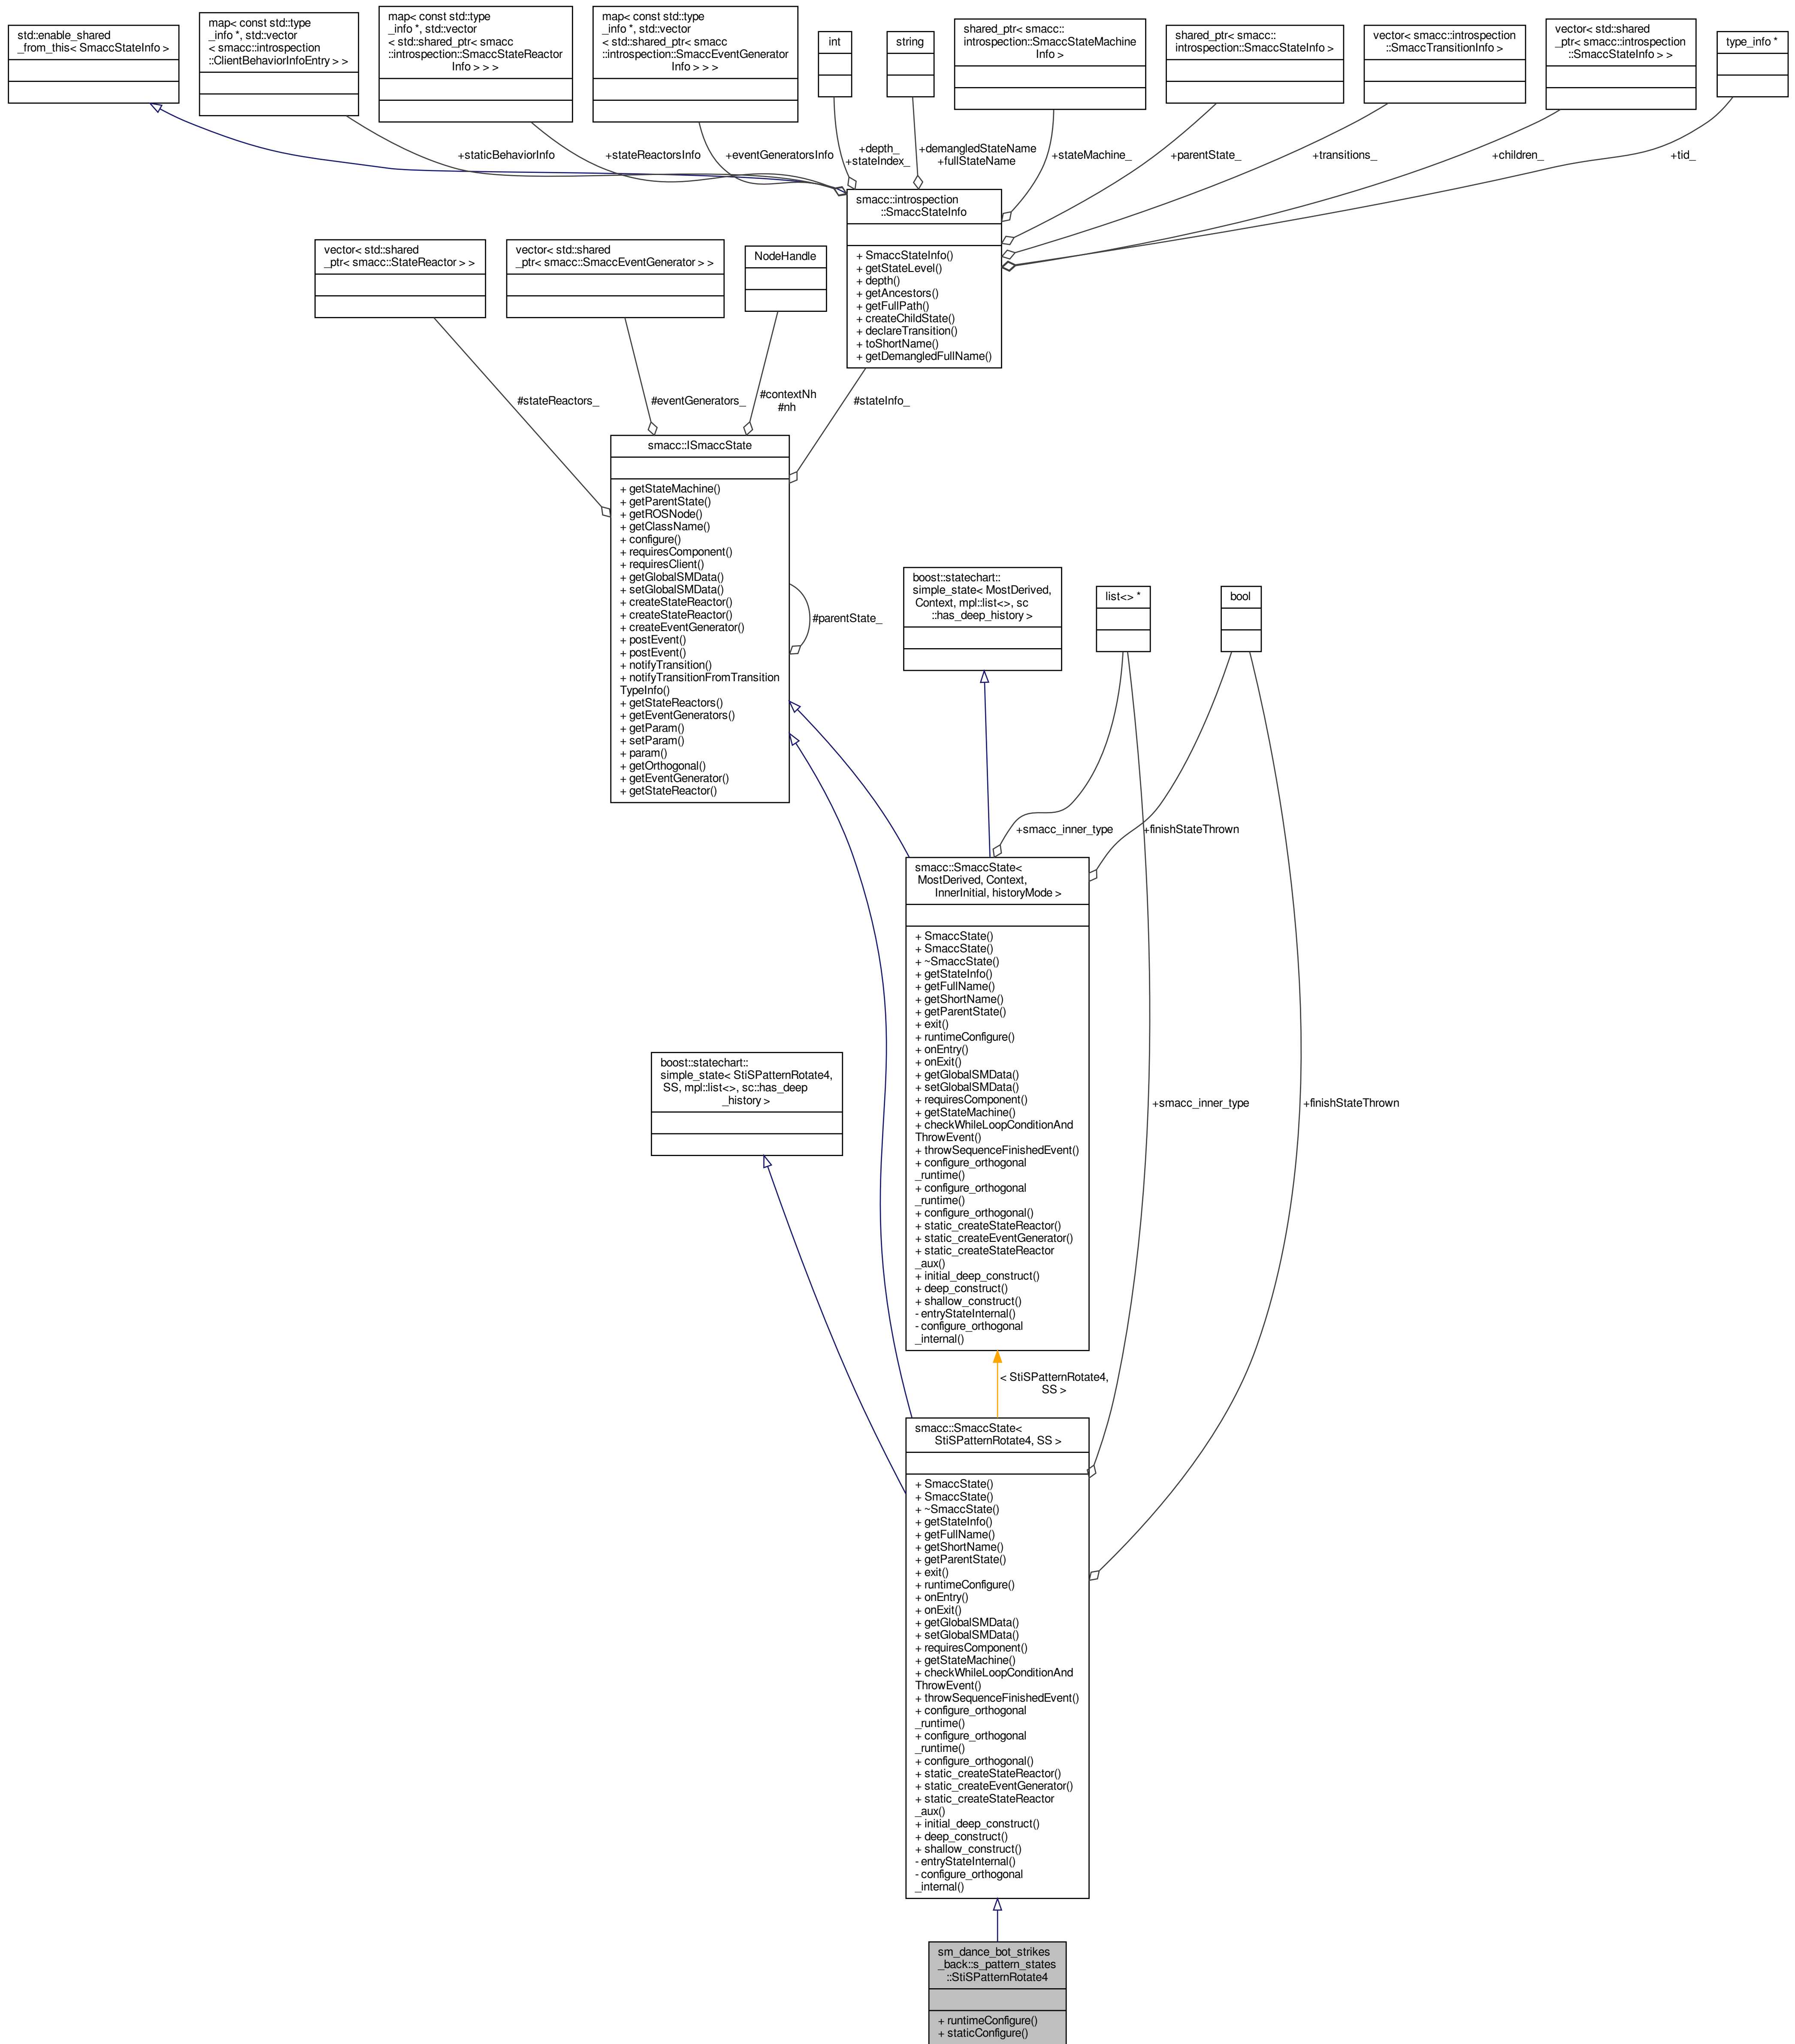 std::enable_shared
_from_this< SmaccStateInfo >
map< const std::type
_info *, std::vector
< smacc::introspection
::ClientBehaviorInfoEntry > >
map< const std::type
_info *, std::vector
< std::shared_ptr< smacc
::introspection::SmaccStateReactor
Info > > >
map< const std::type
_info *, std::vector
< std::shared_ptr< smacc
::introspection::SmaccEventGenerator
Info > > >
int
string
shared_ptr< smacc::
introspection::SmaccStateMachine
Info >
shared_ptr< smacc::
introspection::SmaccStateInfo >
vector< smacc::introspection
::SmaccTransitionInfo >
vector< std::shared
_ptr< smacc::introspection
::SmaccStateInfo > >
type_info *
+staticBehaviorInfo
+stateReactorsInfo
+eventGeneratorsInfo
+depth_
+stateIndex_
+demangledStateName
+fullStateName
+stateMachine_
+parentState_
+transitions_
+children_
+tid_
smacc::introspection
::SmaccStateInfo
+ SmaccStateInfo()
+ getStateLevel()
+ depth()
+ getAncestors()
+ getFullPath()
+ createChildState()
+ declareTransition()
+ toShortName()
+ getDemangledFullName()
vector< std::shared
_ptr< smacc::StateReactor > >
vector< std::shared
_ptr< smacc::SmaccEventGenerator > >
NodeHandle
#stateReactors_
#eventGenerators_
#contextNh
#nh
#stateInfo_
smacc::ISmaccState
+ getStateMachine()
+ getParentState()
+ getROSNode()
+ getClassName()
+ configure()
+ requiresComponent()
+ requiresClient()
+ getGlobalSMData()
+ setGlobalSMData()
+ createStateReactor()
+ createStateReactor()
+ createEventGenerator()
+ postEvent()
+ postEvent()
+ notifyTransition()
+ notifyTransitionFromTransition
TypeInfo()
+ getStateReactors()
+ getEventGenerators()
+ getParam()
+ setParam()
+ param()
+ getOrthogonal()
+ getEventGenerator()
+ getStateReactor()
#parentState_
boost::statechart::
simple_state< MostDerived,
Context, mpl::list<>, sc
::has_deep_history >
list<> *
bool
+smacc_inner_type
+finishStateThrown
smacc::SmaccState<
MostDerived, Context,
InnerInitial, historyMode >
+ SmaccState()
+ SmaccState()
+ ~SmaccState()
+ getStateInfo()
+ getFullName()
+ getShortName()
+ getParentState()
+ exit()
+ runtimeConfigure()
+ onEntry()
+ onExit()
+ getGlobalSMData()
+ setGlobalSMData()
+ requiresComponent()
+ getStateMachine()
+ checkWhileLoopConditionAnd
ThrowEvent()
+ throwSequenceFinishedEvent()
+ configure_orthogonal
_runtime()
+ configure_orthogonal
_runtime()
+ configure_orthogonal()
+ static_createStateReactor()
+ static_createEventGenerator()
+ static_createStateReactor
_aux()
+ initial_deep_construct()
+ deep_construct()
+ shallow_construct()
- entryStateInternal()
- configure_orthogonal
_internal()
boost::statechart::
simple_state< StiSPatternRotate4,
SS, mpl::list<>, sc::has_deep
_history >
+smacc_inner_type
+finishStateThrown
< StiSPatternRotate4,
SS >
smacc::SmaccState<
StiSPatternRotate4, SS >
+ SmaccState()
+ SmaccState()
+ ~SmaccState()
+ getStateInfo()
+ getFullName()
+ getShortName()
+ getParentState()
+ exit()
+ runtimeConfigure()
+ onEntry()
+ onExit()
+ getGlobalSMData()
+ setGlobalSMData()
+ requiresComponent()
+ getStateMachine()
+ checkWhileLoopConditionAnd
ThrowEvent()
+ throwSequenceFinishedEvent()
+ configure_orthogonal
_runtime()
+ configure_orthogonal
_runtime()
+ configure_orthogonal()
+ static_createStateReactor()
+ static_createEventGenerator()
+ static_createStateReactor
_aux()
+ initial_deep_construct()
+ deep_construct()
+ shallow_construct()
- entryStateInternal()
- configure_orthogonal
_internal()
sm_dance_bot_strikes
_back::s_pattern_states
::StiSPatternRotate4
+ runtimeConfigure()
+ staticConfigure()